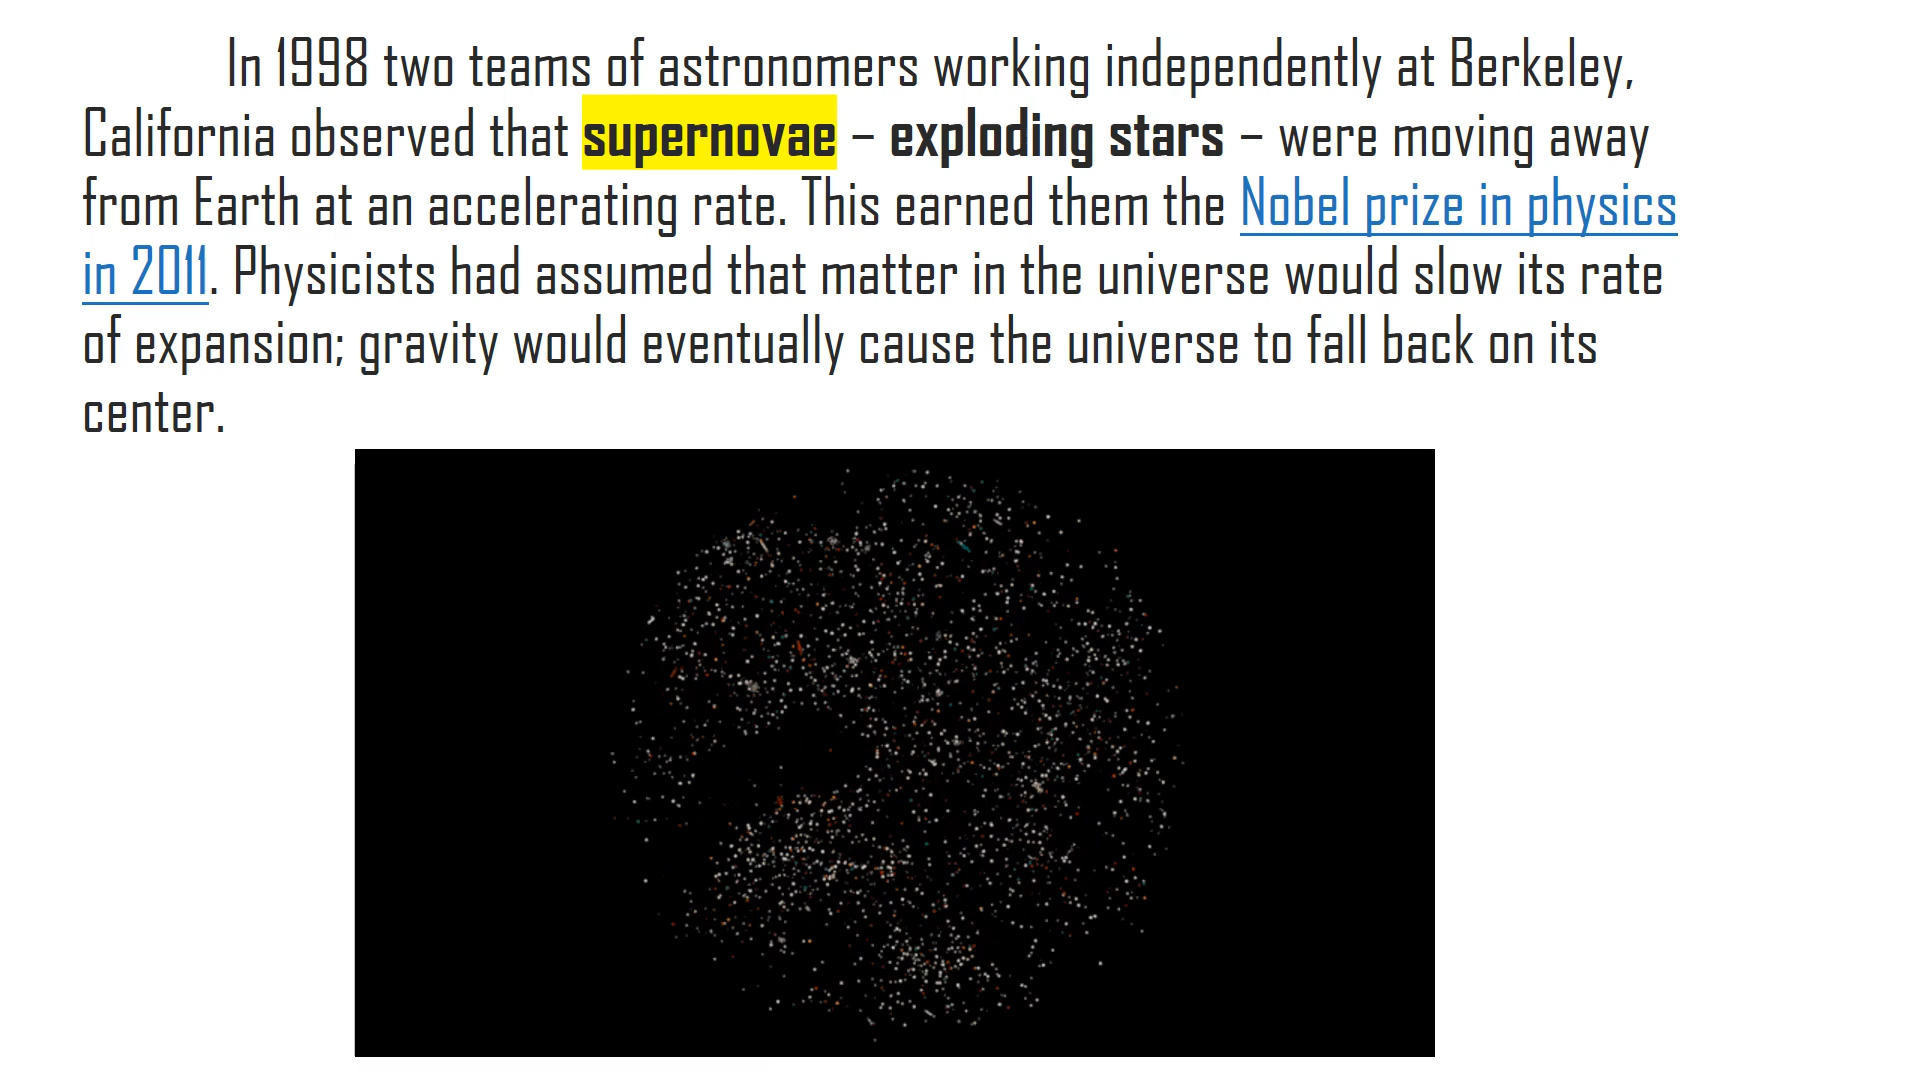 In 1998 two teams of astronomers working independently at Berkeley,
California observed that supernovae – exploding stars – were moving away
from Earth at an accelerating rate. This earned them the Nobel prize in physics
in 2011. Physicists had assumed that matter in the universe would slow its rate
of expansion; gravity would eventually cause the universe to fall back on its
center.